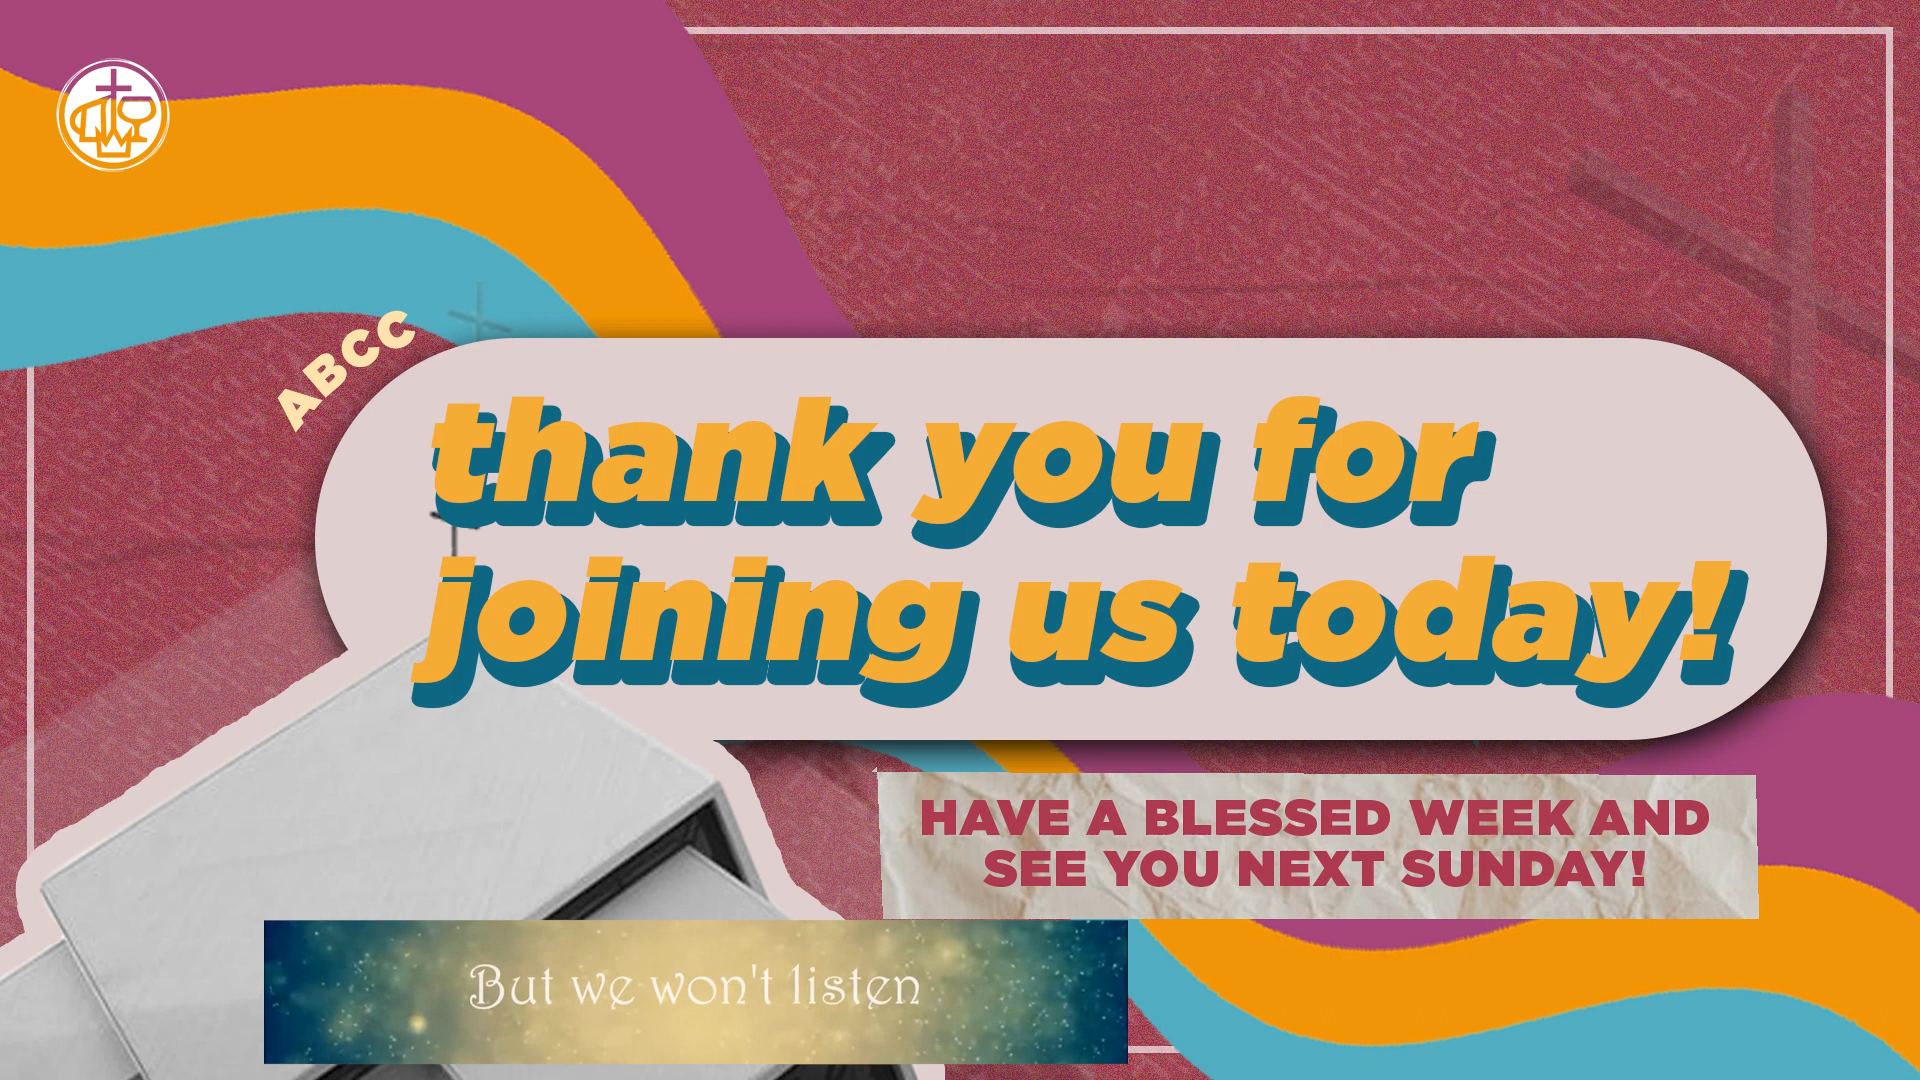 ABCC
thank you for
joining us today!
HAVE A BLESSED WEEK AND
SEE YOU NEXT SUNDAY!
But we won't listen